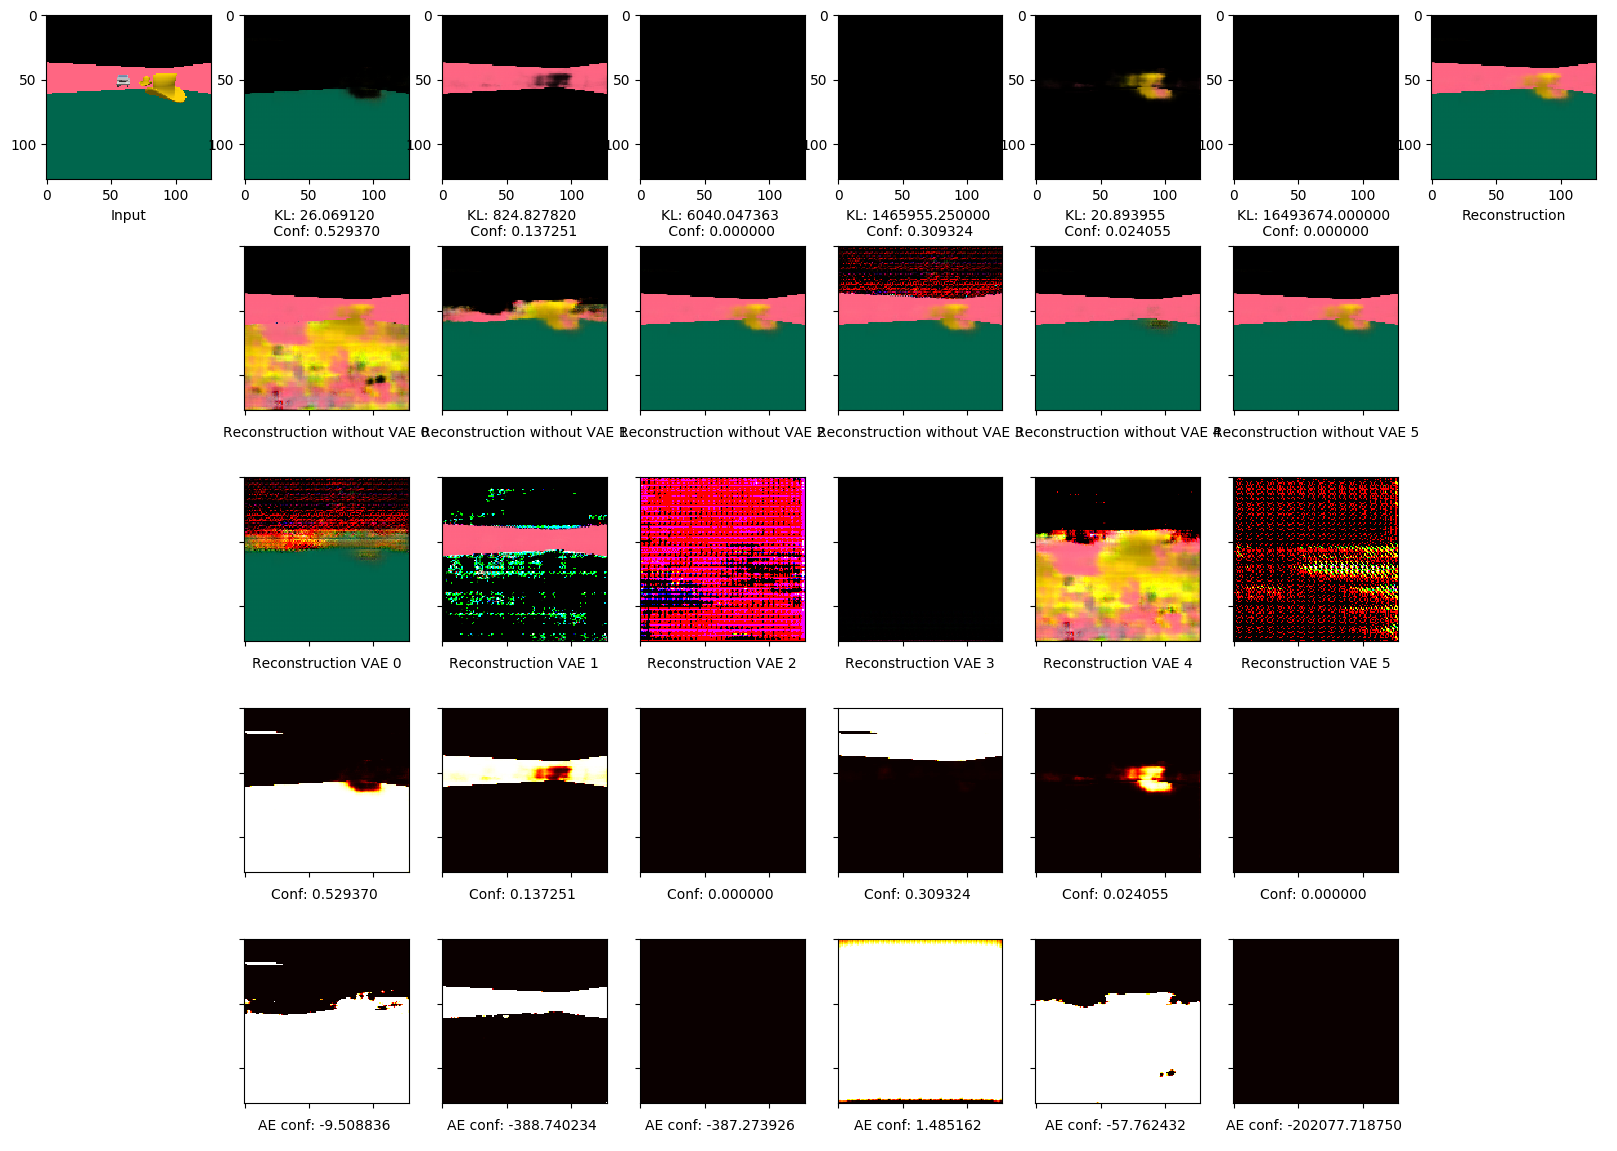 0
50
100
0 50 100
Input
0
50
100
0 50 100
KL: 26.069120
Conf: 0.529370
0
50
100
0 50 100
KL: 824.827820
Conf: 0.137251
0
50
100
0 50 100
KL: 6040.047363
Conf: 0.000000
0
50
100
0 50 100
KL: 1465955.250000
Conf: 0.309324
0
50
100
0 50 100
KL: 20.893955
Conf: 0.024055
0
50
100
0 50 100
KL: 16493674.000000
Conf: 0.000000
0
50
100
0 50 100
Reconstruction
Reconstruction without VAE 0
Reconstruction without VAE 1
Reconstruction without VAE 2
Reconstruction without VAE 3
Reconstruction without VAE 4
Reconstruction without VAE 5
Reconstruction VAE 0
Reconstruction VAE 1
Reconstruction VAE 2
Reconstruction VAE 3
Reconstruction VAE 4
Reconstruction VAE 5
Conf: 0.529370
Conf: 0.137251
Conf: 0.000000
Conf: 0.309324
Conf: 0.024055
Conf: 0.000000
AE conf: -9.508836
AE conf: -388.740234
AE conf: -387.273926
AE conf: 1.485162
AE conf: -57.762432
AE conf: -202077.718750